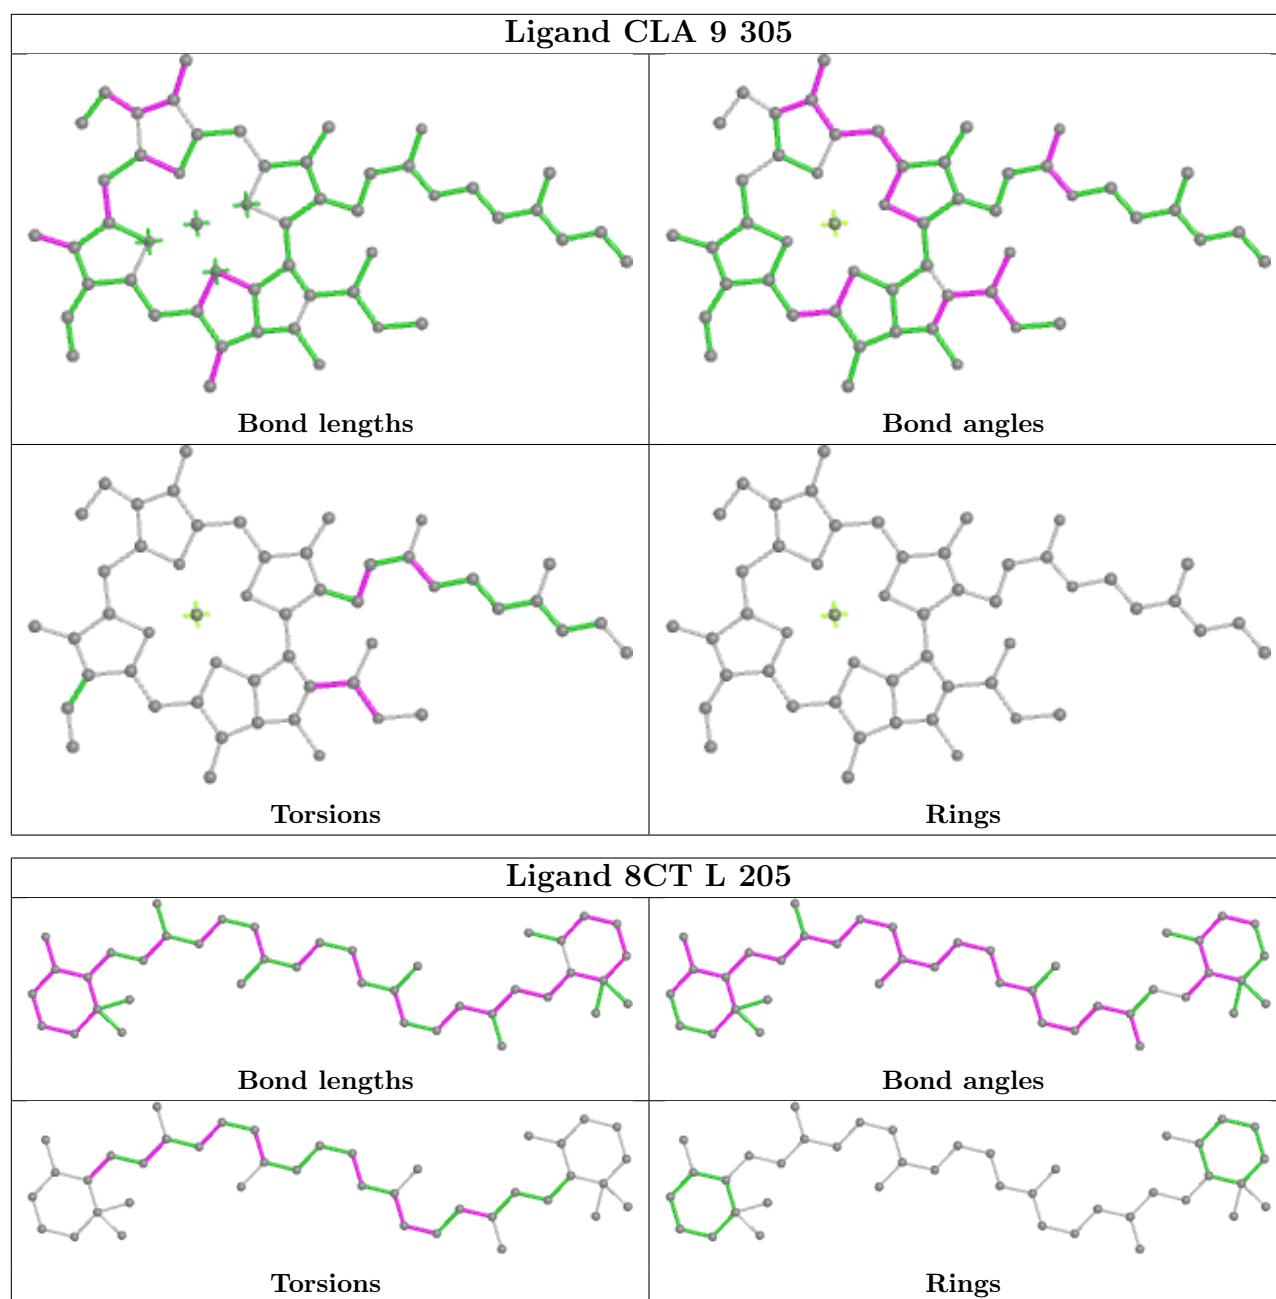 Ligand CLA 9 305
Bond lengths
Bond angles
Torsions
Rings
Ligand 8CT L 205
Bond lengths
Bond angles
Torsions
Rings